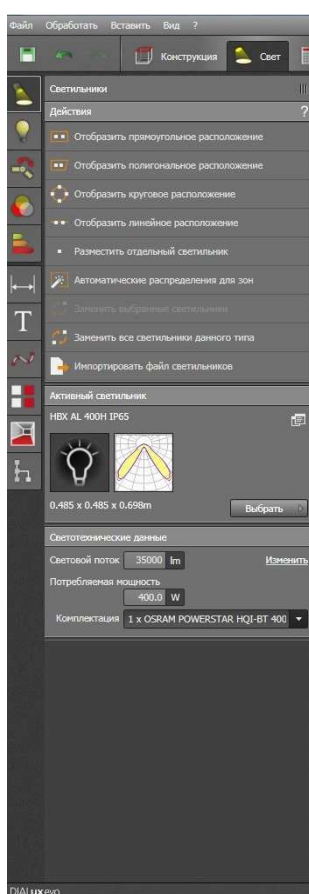 Файл Обработать Вставить Вид ?
Конструкция Свет
Светильники
Действия ?
Отобразить прямоугольное расположение
Отобразить полигональное расположение
Отобразить круговое расположение
Отобразить линейное расположение
Разместить отдельный светильник
Автоматические распределения для зон
Заменить выбранные светильники
Заменить все светильники данного типа
Импортировать файл светильников
Активный светильник
HBX AL 400H IP65
0.485 x 0.485 x 0.698m Выбрать
Светотехнические данные
Световой поток 35000 lm Изменить
Потребляемая мощность
400.0 W
Комплектация 1 x OSRAM POWERSTAR HQI-BT 400
T
DIALux evo